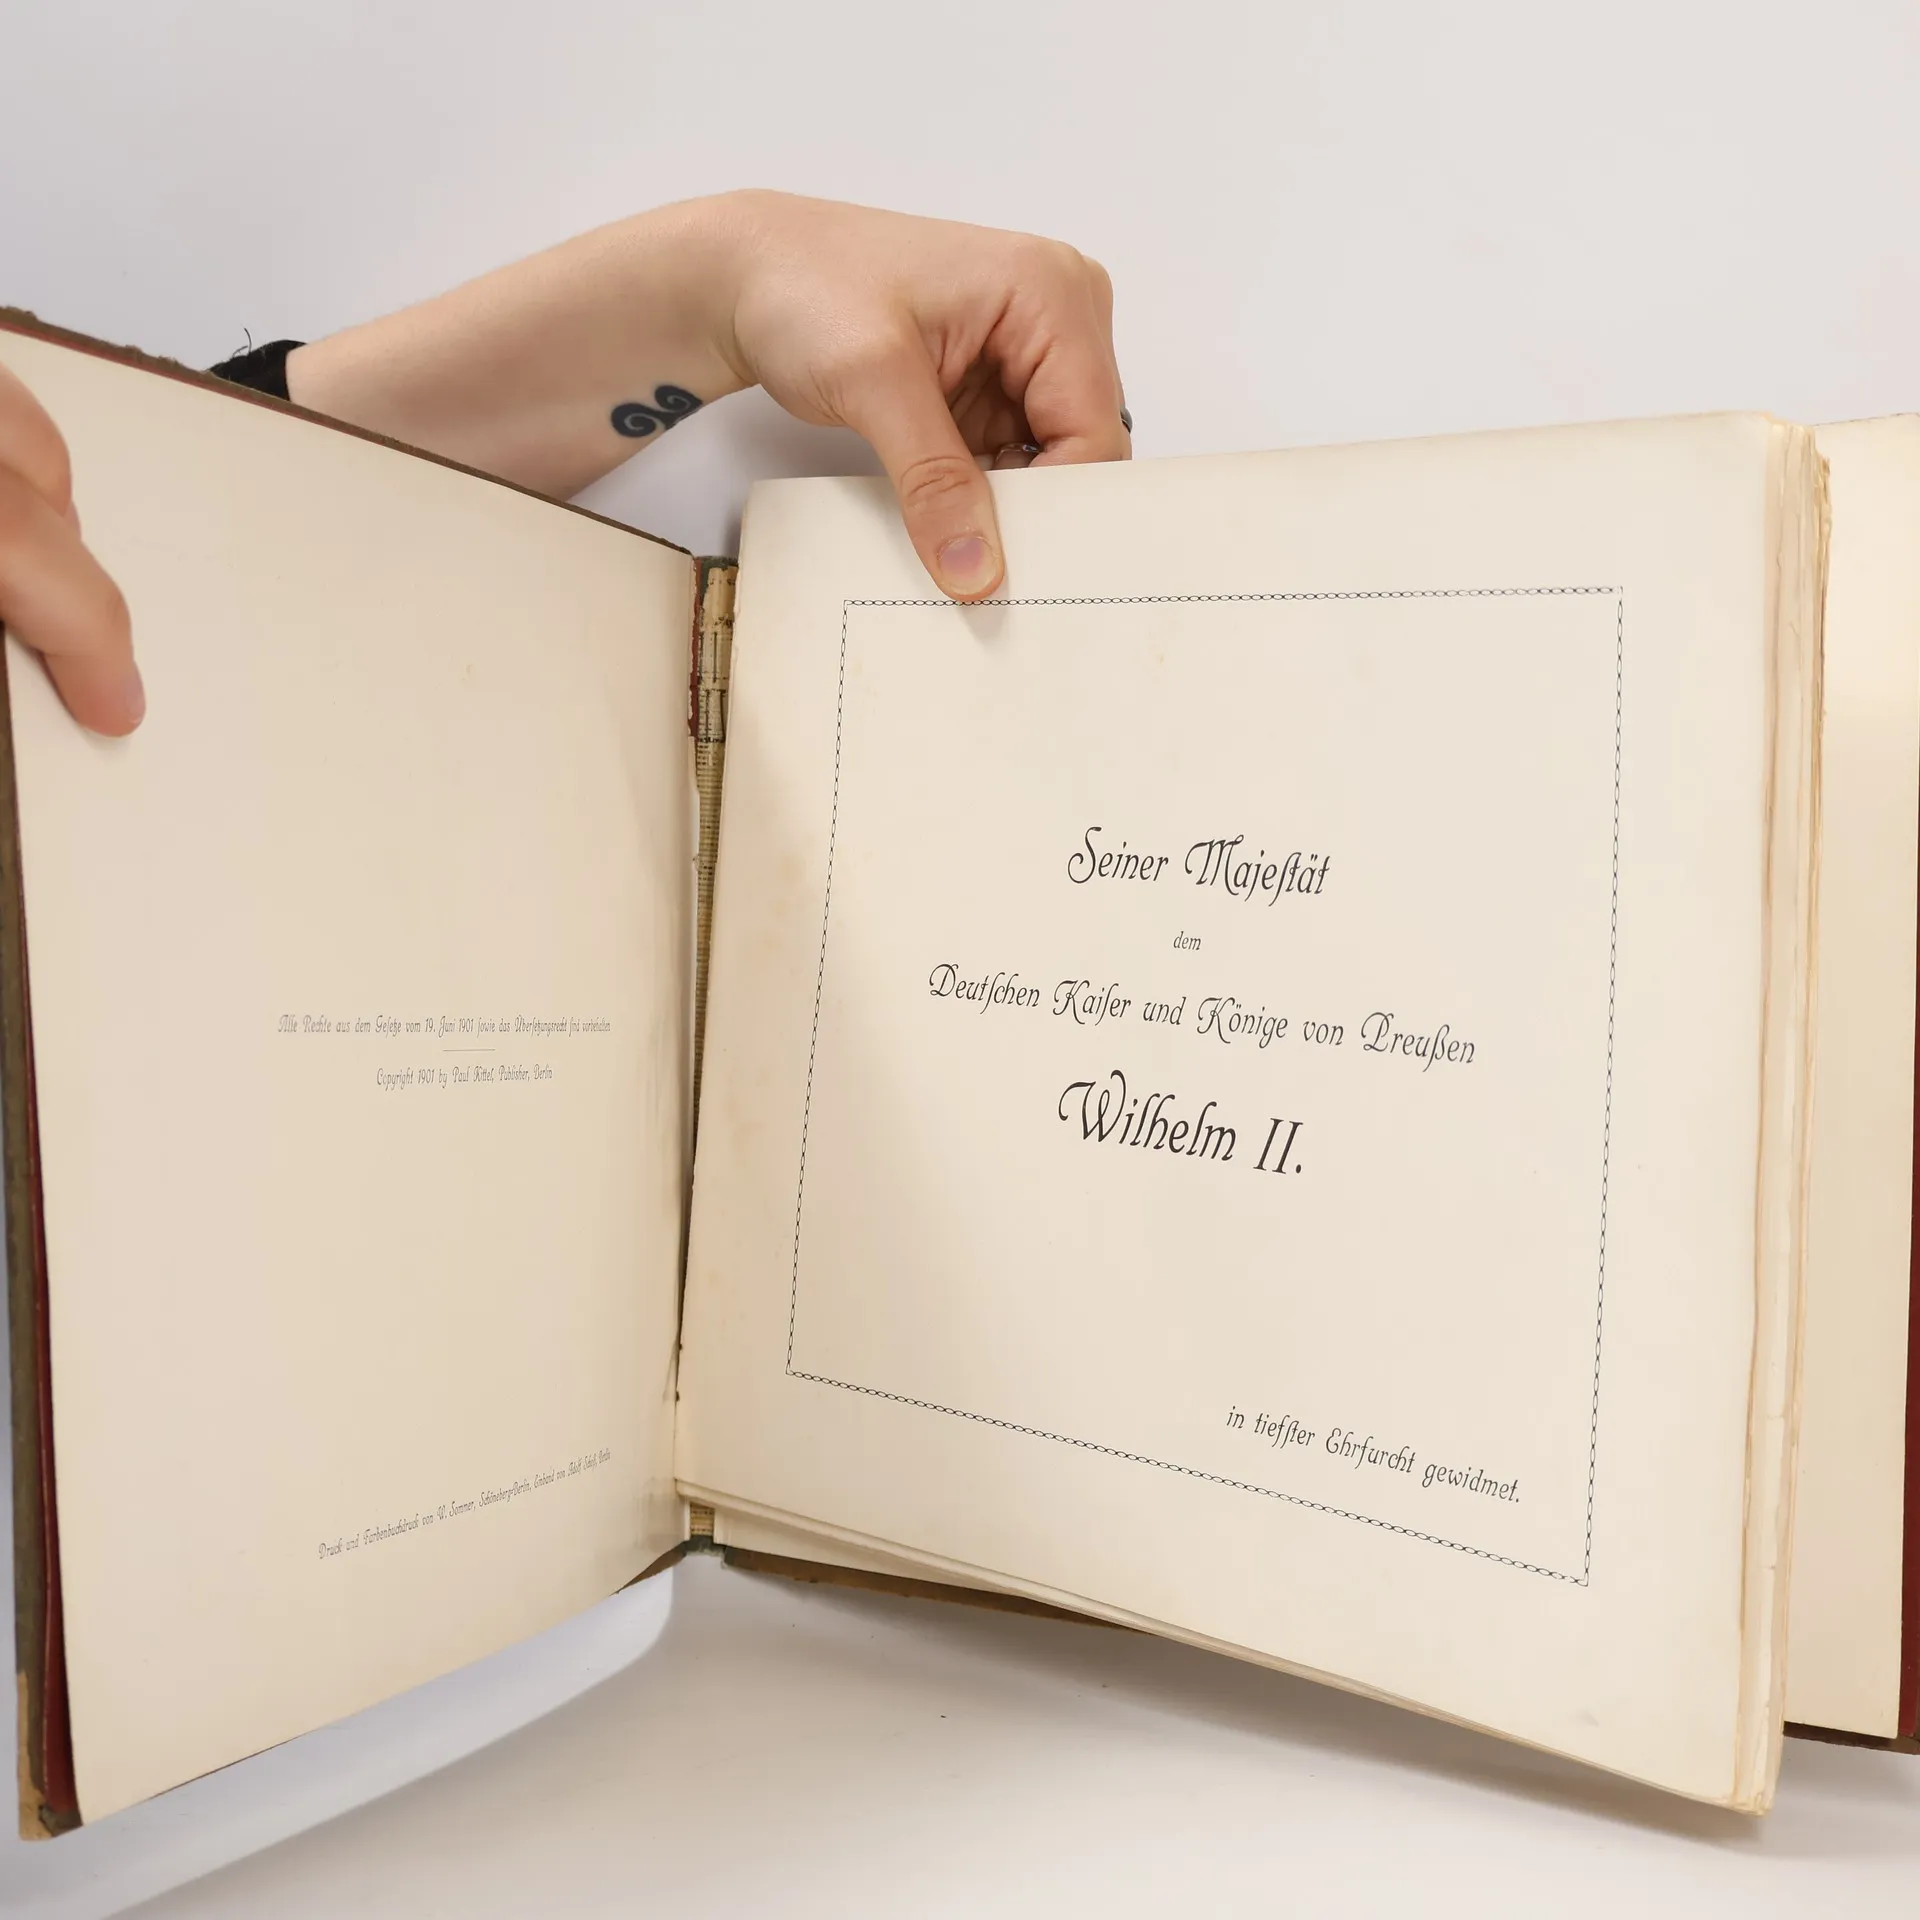 Alle Rechte aus dem Geſetze vom 19. Juni 1901 ſowie das Überſetzungsrecht ſind vorbehalten
Copyright 1901 by Paul Kittel, Publisher, Berlin
Druck und Farbenbuchdruck von W. Sommer, Schöneberg-Berlin, Einband von Adolf Berlin
Seiner Majeſtät
dem
Deutſchen Kaiſer und Könige von Preußen
Wilhelm II.
in tiefſter Ehrfurcht gewidmet.